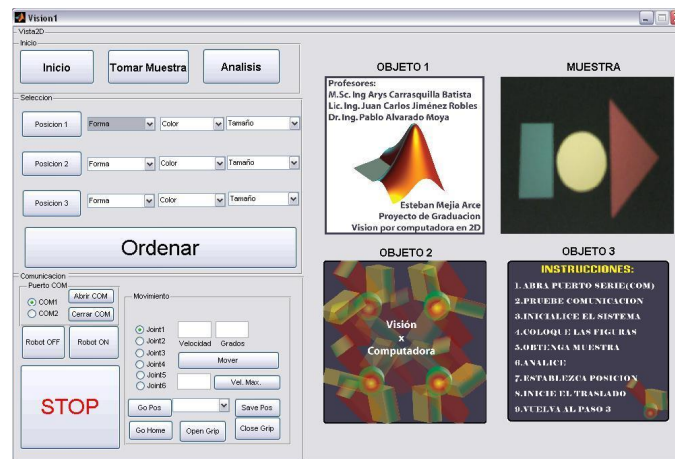 Vision1
Vista2D
Inicio
Inicio
Tomar Muestra
Analisis
Seleccion
Posicion 1
Forma
Color
Tamaño
Posicion 2
Forma
Color
Tamaño
Posicion 3
Forma
Color
Tamaño
Ordenar
Comunicacion
Puerto COM
COM1
COM2
Abrir COM
Cerrar COM
Robot OFF
Robot ON
STOP
Movimiento
Joint1
Joint2
Joint3
Joint4
Joint5
Joint6
Velocidad
Grados
Mover
Vel. Max.
Go Pos
Save Pos
Go Home
Open Grip
Close Grip
OBJETO 1
Profesores:
M.Sc. Ing Arys Carrasquilla Batista
Lic. Ing. Juan Carlos Jiménez Robles
Dr. Ing. Pablo Alvarado Moya
Esteban Mejia Arce
Proyecto de Graduacion
Vision por computadora en 2D
MUESTRA
OBJETO 2
Visión
x
Computadora
OBJETO 3
INSTRUCCIONES:
1. ABRA PUERTO SERIE(COM)
2.PRUEBE COMUNICACION
3.INICIALICE EL SISTEMA
4.COLOQUE LAS FIGURAS
5.OBTENGA MUESTRA
6.ANALICE
7.ESTABLEZCA POSICION
8.INICIE EL TRASLADO
9.VUELVA AL PASO 3